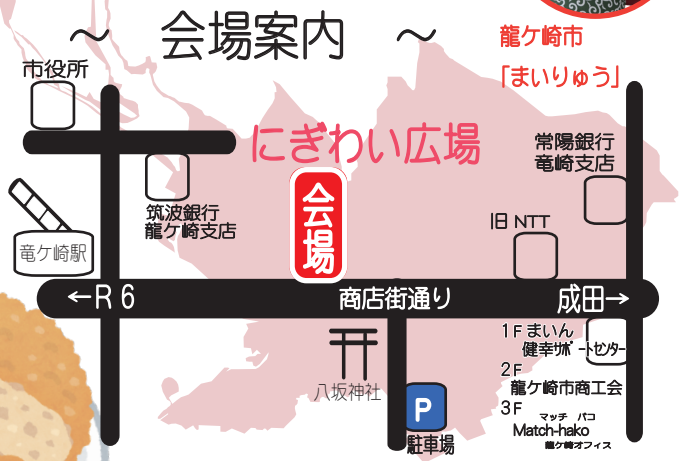 ～ 会場案内 ～
龍ケ崎市
「まいりゅう」
市役所
にぎわい広場
常陽銀行
竜崎支店
筑波銀行
龍ケ崎支店
会場
旧 NTT
竜ケ崎駅
←R6
商店街通り
成田→
1F まいん
健幸サポートセンター
八坂神社
2F
龍ケ崎市商工会
P
駐車場
3F
マッチ バコ
Match-hako
龍ケ崎オフィス